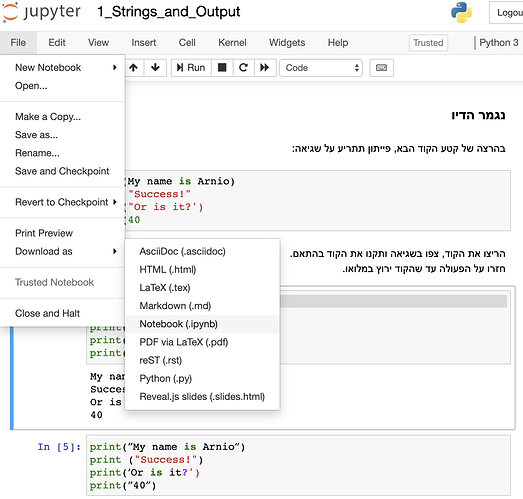 jupyter 1_Strings_and_Output
Logou
File Edit View Insert Cell Kernel Widgets Help Trusted Python 3
Run Code
New Notebook
Open...
Make a Copy...
Save as...
Rename...
Save and Checkpoint
Revert to Checkpoint
Print Preview
Download as
Trusted Notebook
Close and Halt
AsciiDoc (.asciidoc)
HTML (.html)
LaTeX (.tex)
Markdown (.md)
Notebook (.ipynb)
PDF via LaTeX (.pdf)
reST (.rst)
Python (.py)
Reveal.js slides (.slides.html)
נגמר הדיו
בהרצה של קטע הקוד הבא, פייתון תתריע על שגיאה:
(My name is Arnio)
"Success!"
"Or is it?')
(40
הריצו את הקוד, צפו בשגיאה ותקנו את הקוד בהתאם.
חזרו על הפעולה עד שהקוד ירוץ במלואו.
print(
print(
My na
Succes
Or is
40
In [5]: print(”My name is Arnio”)
print ("Success!")
print(‘Or is it?')
print(”40”)